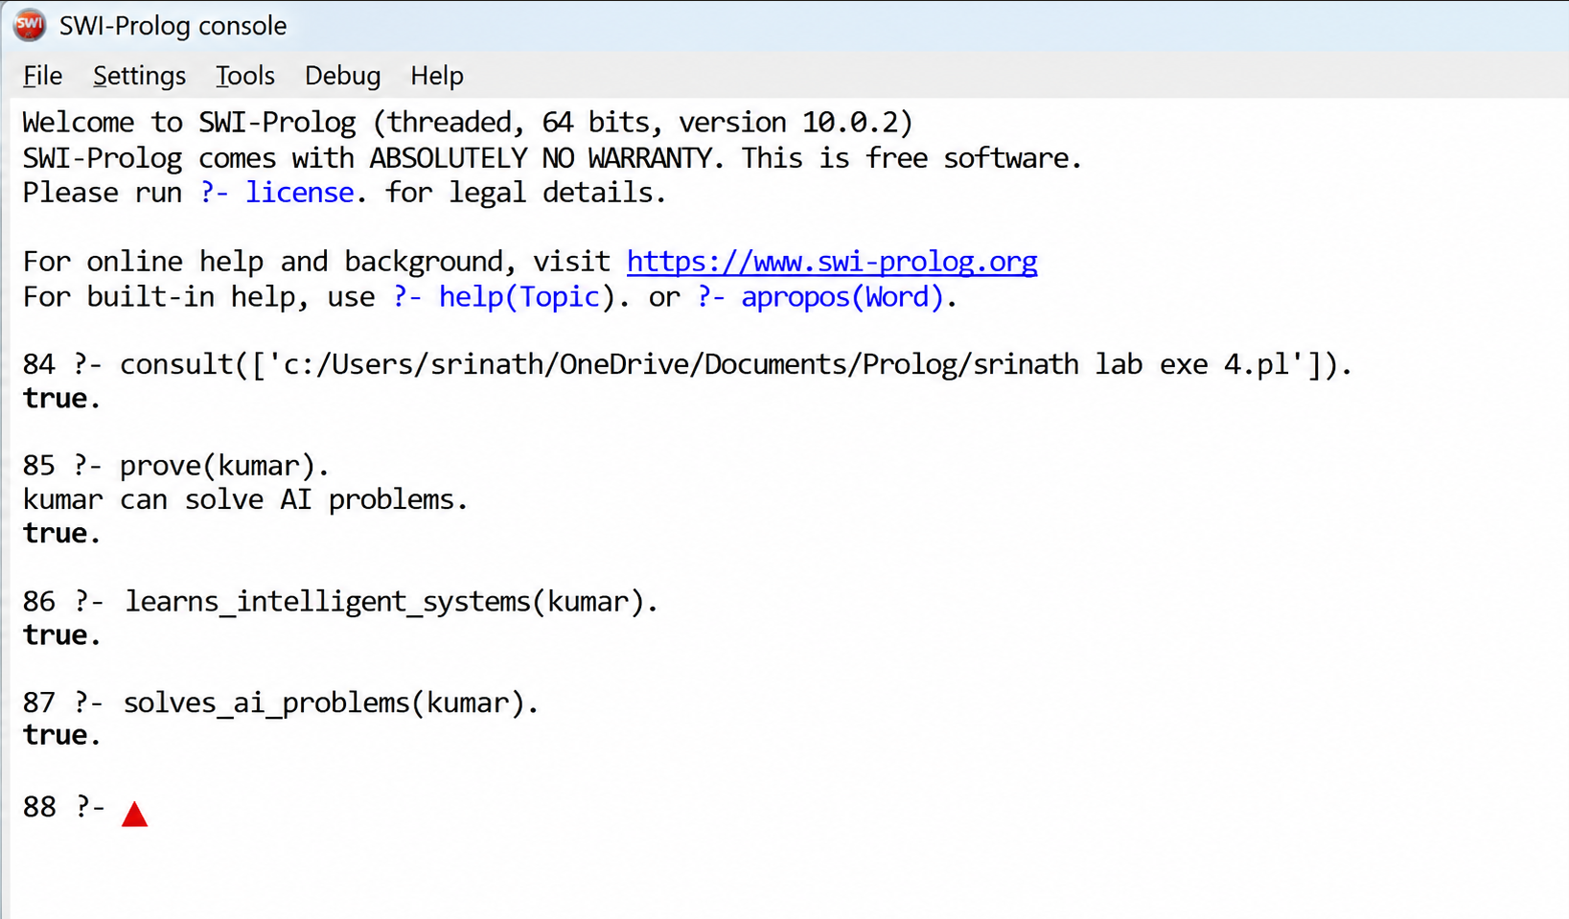 SWI
SWI-Prolog console
File Settings Tools Debug Help
Welcome to SWI-Prolog (threaded, 64 bits, version 10.0.2)
SWI-Prolog comes with ABSOLUTELY NO WARRANTY. This is free software.
Please run ?- license. for legal details.
For online help and background, visit https://www.swi-prolog.org
For built-in help, use ?- help(Topic). or ?- apropos(Word).
84 ?- consult(['c:/Users/srinath/OneDrive/Documents/Prolog/srinath lab exe 4.pl']).
true.
85 ?- prove(kumar).
kumar can solve AI problems.
true.
86 ?- learns_intelligent_systems(kumar).
true.
87 ?- solves_ai_problems(kumar).
true.
88 ?-